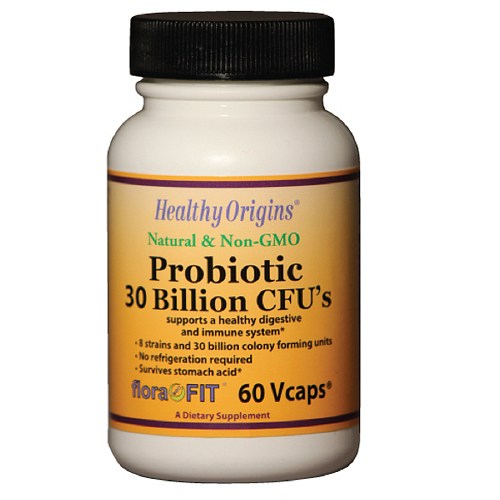 Healthy Origins®
Natural & Non-GMO
Probiotic
30 Billion CFU's
supports a healthy digestive
and immune system*
• 8 strains and 30 billion colony forming units
• No refrigeration required
• Survives stomach acid*
floraFIT® 60 Vcaps®
A Dietary Supplement